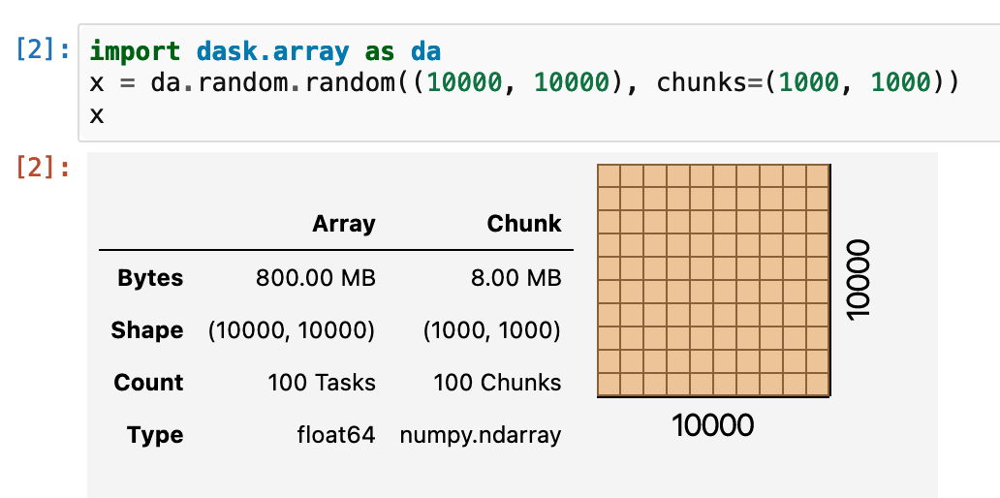 [2]: import dask.array as da
x = da.random.random((10000, 10000), chunks=(1000, 1000))
x
[2]:
Array Chunk
Bytes 800.00 MB 8.00 MB
Shape (10000, 10000) (1000, 1000)
Count 100 Tasks 100 Chunks
Type float64 numpy.ndarray
10000
10000